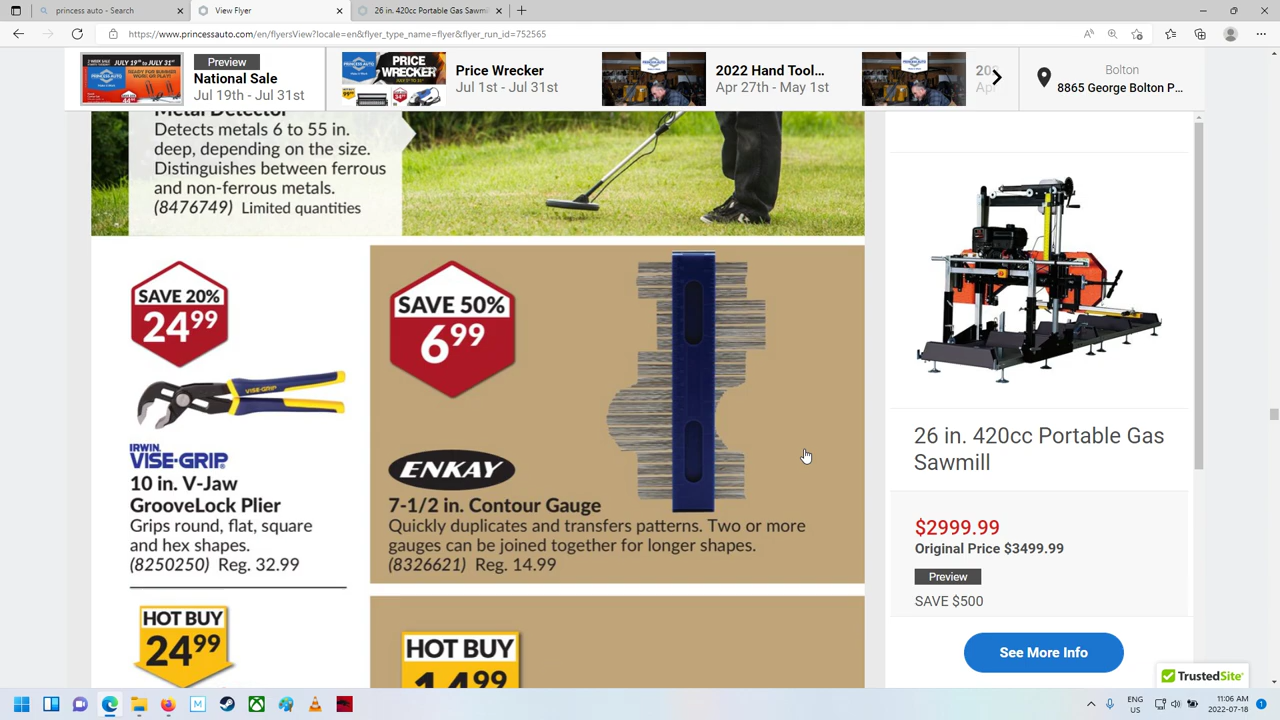 princess auto - Search
View Flyer
26 in. 420cc Portable Gas Sawmi
https://www.princessauto.com/en/flyersView?locale=en&flyer_type_name=flyer&flyer_run_id=752565
Preview
National Sale
Jul 19th - Jul 31st
Price Wrecker
Jul 1st - Jul 31st
2022 Hand Tool...
Apr 27th - May 1st
Bolton
8865 George Bolton P...
Metal Detector
Detects metals 6 to 55 in.
deep, depending on the size.
Distinguishes between ferrous
and non-ferrous metals.
(8476749) Limited quantities
SAVE 20%
24.99
VISE-GRIP
IRWIN.
VISE-GRIP
10 in. V-Jaw
GrooveLock Plier
Grips round, flat, square
and hex shapes.
(8250250) Reg. 32.99
HOT BUY
24.99
SAVE 50%
6.99
ENKAY
7-1/2 in. Contour Gauge
Quickly duplicates and transfers patterns. Two or more
gauges can be joined together for longer shapes.
(8326621) Reg. 14.99
HOT BUY
14.99
26 in. 420cc Portable Gas
Sawmill
$2999.99
Original Price $3499.99
Preview
SAVE $500
See More Info
TrustedSite
ENG
US
11:06 AM
2022-07-18